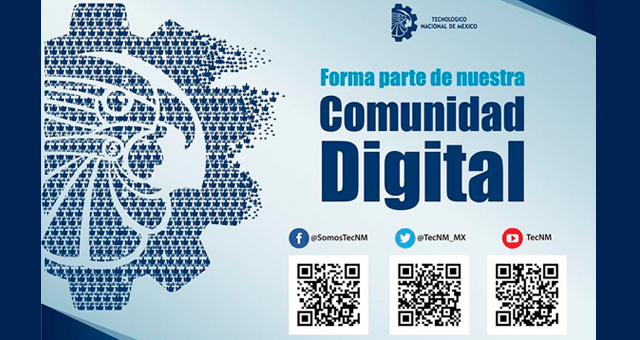 TECNOLÓGICO
NACIONAL DE MÉXICO
Forma parte de nuestra
Comunidad
Digital
@SomosTecNM
@TecNM_MX
TecNM